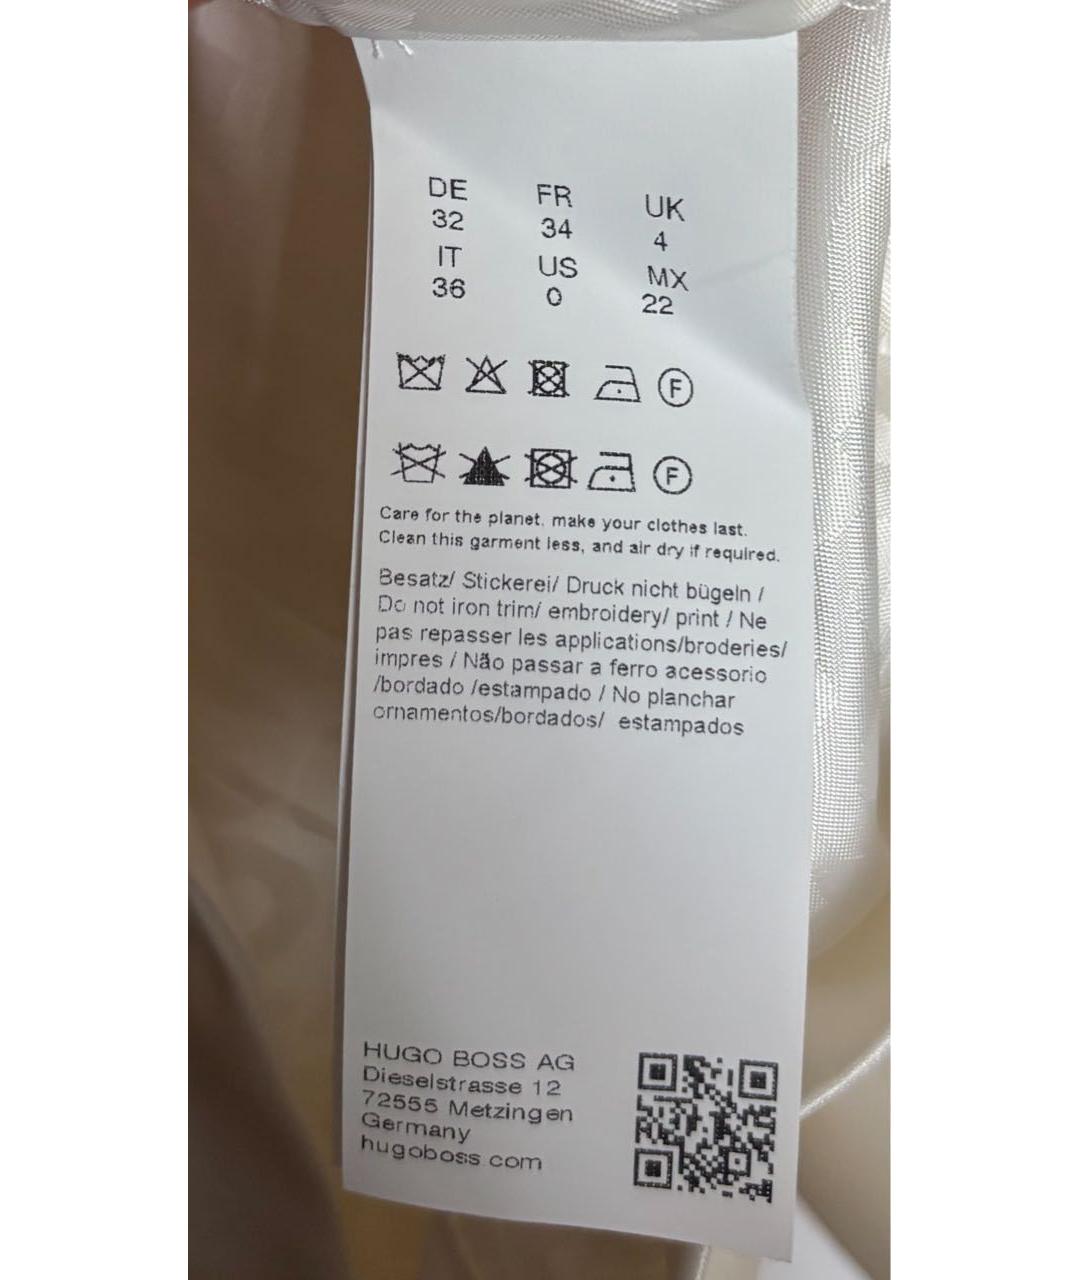 DE FR UK
32 34 4
IT US MX
36 0 22
F
F
Care for the planet, make your clothes last.
Clean this garment less, and air dry if required.
Besatz/ Stickerei/ Druck nicht bügeln /
Do not iron trim/ embroidery/ print / Ne
pas repasser les applications/broderies/
impres / Não passar a ferro acessorio
/bordado /estampado / No planchar
ornamentos/bordados/ estampados
HUGO BOSS AG
Dieselstrasse 12
72555 Metzingen
Germany
hugoboss.com